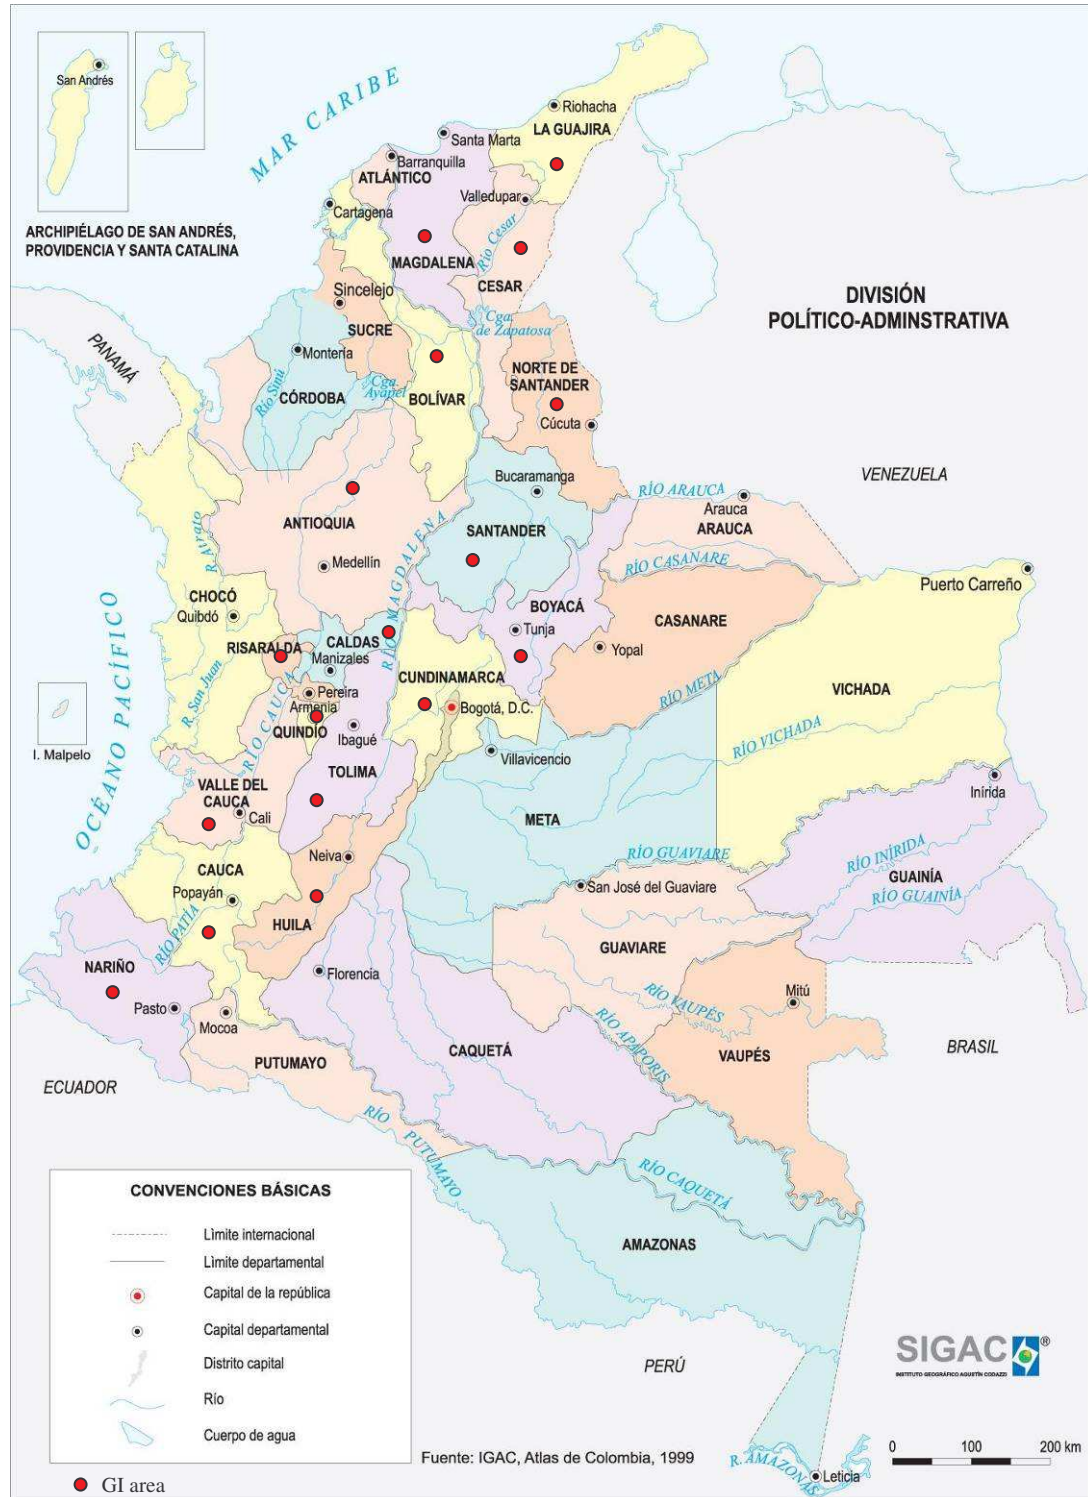 San Andrés
ARCHIPIÉLAGO DE SAN ANDRÉS,
PROVIDENCIA Y SANTA CATALINA
MAR CARIBE
Riohacha
LA GUAJIRA
Santa Marta
Barranquilla
ATLÁNTICO
Valledupar
Cartagena
Río Cesar
MAGDALENA
CESAR
DIVISIÓN
POLÍTICO-ADMINSTRATIVA
Sincelejo
SUCRE
Cga.
de Zapatosa
PANAMÁ
Montería
Río Sinú
CÓRDOBA
Cga.
Ayapel
BOLÍVAR
NORTE DE
SANTANDER
Cúcuta
VENEZUELA
Bucaramanga
RÍO ARAUCA
Arauca
ARAUCA
R. Atrato
ANTIOQUIA
SANTANDER
Medellín
RÍO MAGDALENA
RÍO CASANARE
Puerto Carreño
CHOCÓ
Quibdó
BOYACÁ
Tunja
CASANARE
Yopal
OCÉANO PACÍFICO
RISARALDA
CALDAS
Manizales
R. San Juan
CUNDINAMARCA
RÍO META
VICHADA
Pereira
Armenia
Bogotá, D.C.
RÍO CAUCA
QUINDÍO
Ibagué
RÍO VICHADA
I. Malpelo
Villavicencio
TOLIMA
VALLE DEL
CAUCA
Cali
META
Inírida
CAUCA
Neiva
RÍO GUAVIARE
RÍO INÍRIDA
Popayán
San José del Guaviare
GUAINÍA
RÍO GUAINÍA
RÍO PATÍA
HUILA
GUAVIARE
NARIÑO
Florencia
RÍO VAUPÉS
Mitú
Pasto
Mocoa
RÍO APAPORIS
CAQUETÁ
VAUPÉS
BRASIL
PUTUMAYO
ECUADOR
RÍO PUTUMAYO
RÍO CAQUETÁ
AMAZONAS
CONVENCIONES BÁSICAS
Lìmite internacional
Lìmite departamental
Capital de la república
Capital departamental
Distrito capital
Río
Cuerpo de agua
PERÚ
SIGAC ®
INSTITUTO GEOGRÁFICO AGUSTÍN CODAZZI
Fuente: IGAC, Atlas de Colombia, 1999
0 100 200 km
R. AMAZONAS
Leticia
GI area